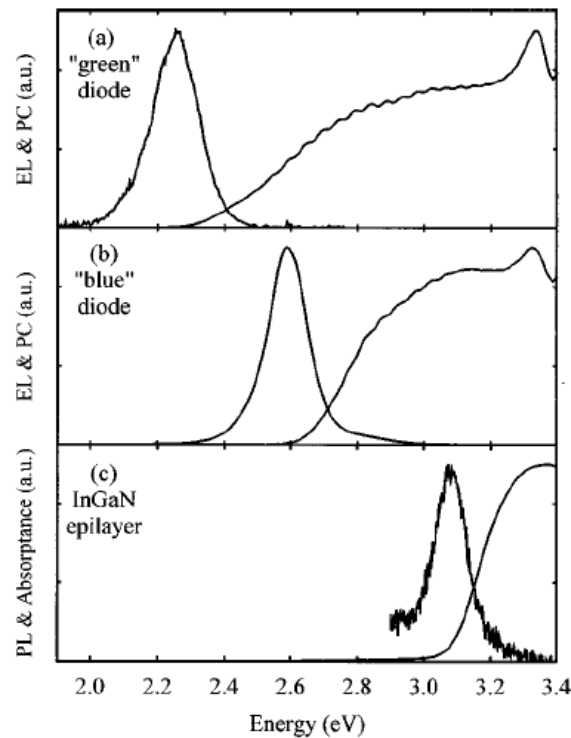 (a)
"green"
diode
EL & PC (a.u.)
(b)
"blue"
diode
EL & PC (a.u.)
(c)
InGaN
epilayer
PL & Absorptance (a.u.)
2.0 2.2 2.4 2.6 2.8 3.0 3.2 3.4
Energy (eV)